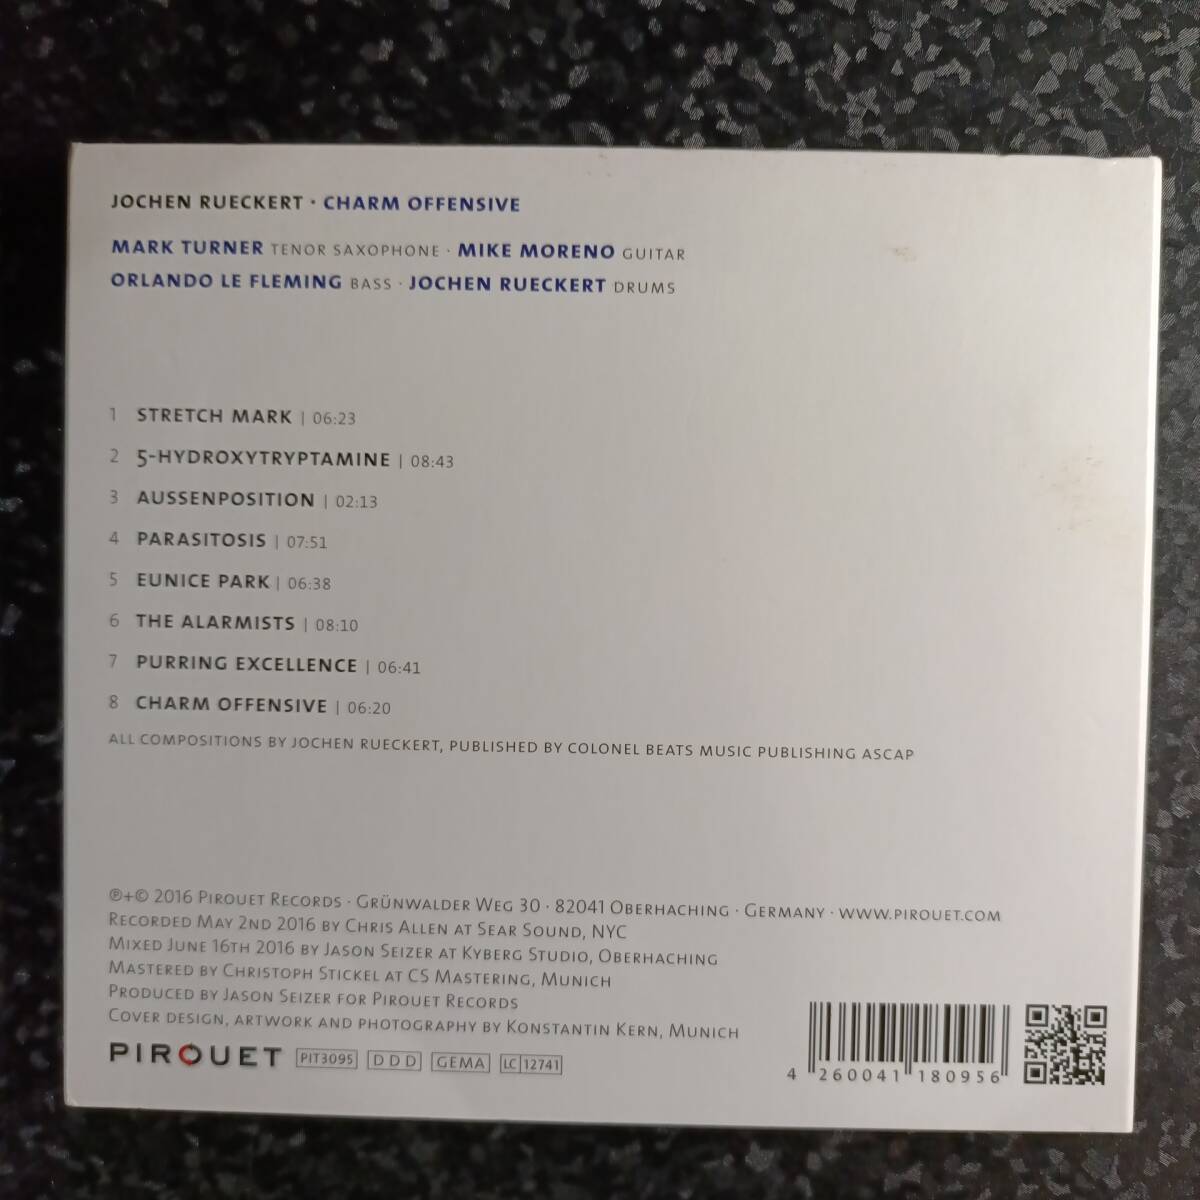 JOCHEN RUECKERT · CHARM OFFENSIVE
MARK TURNER TENOR SAXOPHONE · MIKE MORENO GUITAR
ORLANDO LE FLEMING BASS · JOCHEN RUECKERT DRUMS
1 STRETCH MARK | 06:23
2 5-HYDROXYTRYPTAMINE | 08:43
3 AUSSENPOSITION | 02:13
4 PARASITOSIS | 07:51
5 EUNICE PARK | 06:38
6 THE ALARMISTS | 08:10
7 PURRING EXCELLENCE | 06:41
8 CHARM OFFENSIVE | 06:20
ALL COMPOSITIONS BY JOCHEN RUECKERT, PUBLISHED BY COLONEL BEATS MUSIC PUBLISHING ASCAP
℗+© 2016 PIROUET RECORDS · GRÜNWALDER WEG 30 · 82041 OBERHACHING · GERMANY · WWW.PIROUET.COM
RECORDED MAY 2ND 2016 BY CHRIS ALLEN AT SEAR SOUND, NYC
MIXED JUNE 16TH 2016 BY JASON SEIZER AT KYBERG STUDIO, OBERHACHING
MASTERED BY CHRISTOPH STICKEL AT CS MASTERING, MUNICH
PRODUCED BY JASON SEIZER FOR PIROUET RECORDS
COVER DESIGN, ARTWORK AND PHOTOGRAPHY BY KONSTANTIN KERN, MUNICH
PIROUET PIT3095 DDD GEMA LC 12741
4 260041 180956